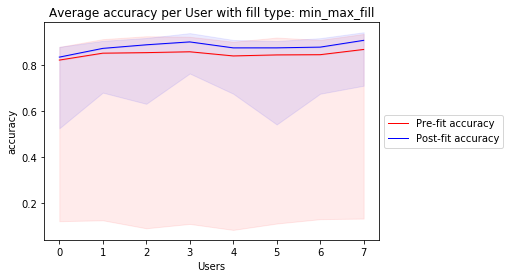 Average accuracy per User with fill type: min_max_fill
accuracy
0.8
0.6
0.4
0.2
0 1 2 3 4 5 6 7
Users
Pre-fit accuracy
Post-fit accuracy